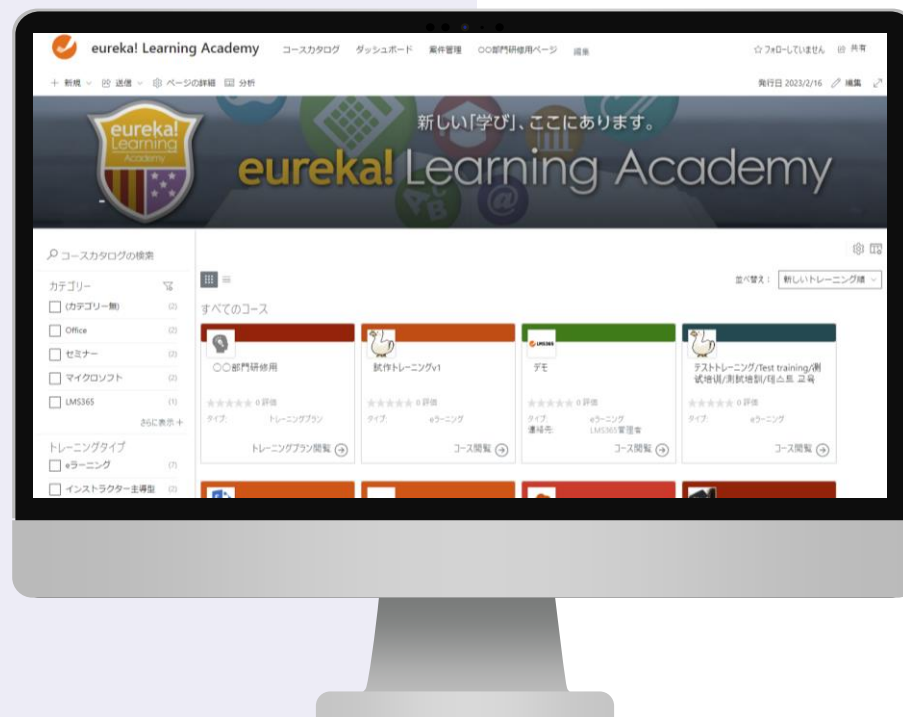 eureka! Learning Academy コースカタログ ダッシュボード 案件管理 〇〇部門研修用ページ 編集 ☆ フォローしていません 共有
+ 新規 送信 ページの詳細 分析 発行日 2023/2/16 編集
eureka!
Learning
Academy
新しい「学び」、ここにあります。
eureka! Learning Academy
コースカタログの検索
カテゴリー
(カテゴリー無) (2)
Office (2)
セミナー (2)
マイクロソフト (2)
LMS365 (1)
さらに表示 +
トレーニングタイプ
eラーニング (7)
インストラクター主導型 (2)
並べ替え: 新しいトレーニング順
すべてのコース
〇〇部門研修用
★★★★★ 0 評価
タイプ: トレーニングプラン
トレーニングプラン閲覧
試作トレーニングv1
★★★★★ 0 評価
タイプ: eラーニング
コース閲覧
LMS365
デモ
★★★★★ 0 評価
タイプ: eラーニング
連絡先: LMS365管理者
コース閲覧
テストトレーニング/Test training/测
试培训/測試培訓/테스트 교육
★★★★★ 0 評価
タイプ: eラーニング
コース閲覧